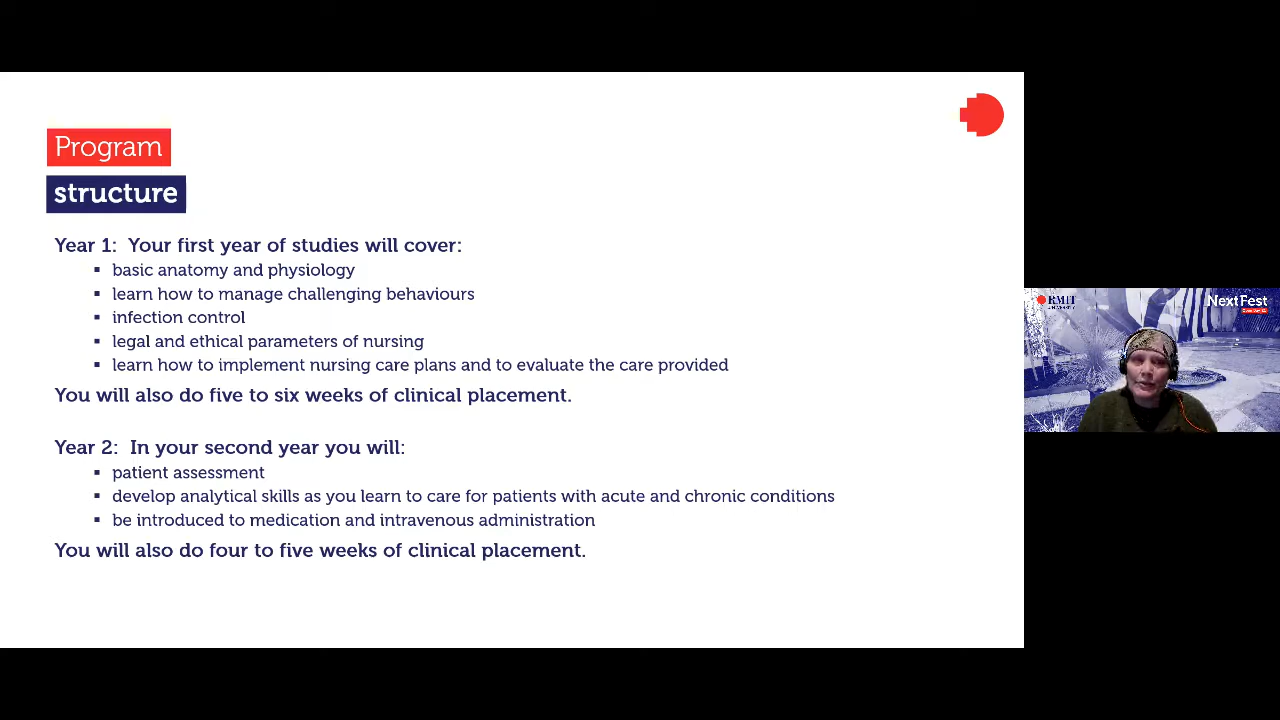 Program
structure
Year 1: Your first year of studies will cover:
▪ basic anatomy and physiology
▪ learn how to manage challenging behaviours
▪ infection control
▪ legal and ethical parameters of nursing
▪ learn how to implement nursing care plans and to evaluate the care provided
You will also do five to six weeks of clinical placement.
Year 2: In your second year you will:
▪ patient assessment
▪ develop analytical skills as you learn to care for patients with acute and chronic conditions
▪ be introduced to medication and intravenous administration
You will also do four to five weeks of clinical placement.
RMIT
UNIVERSITY
NextFest